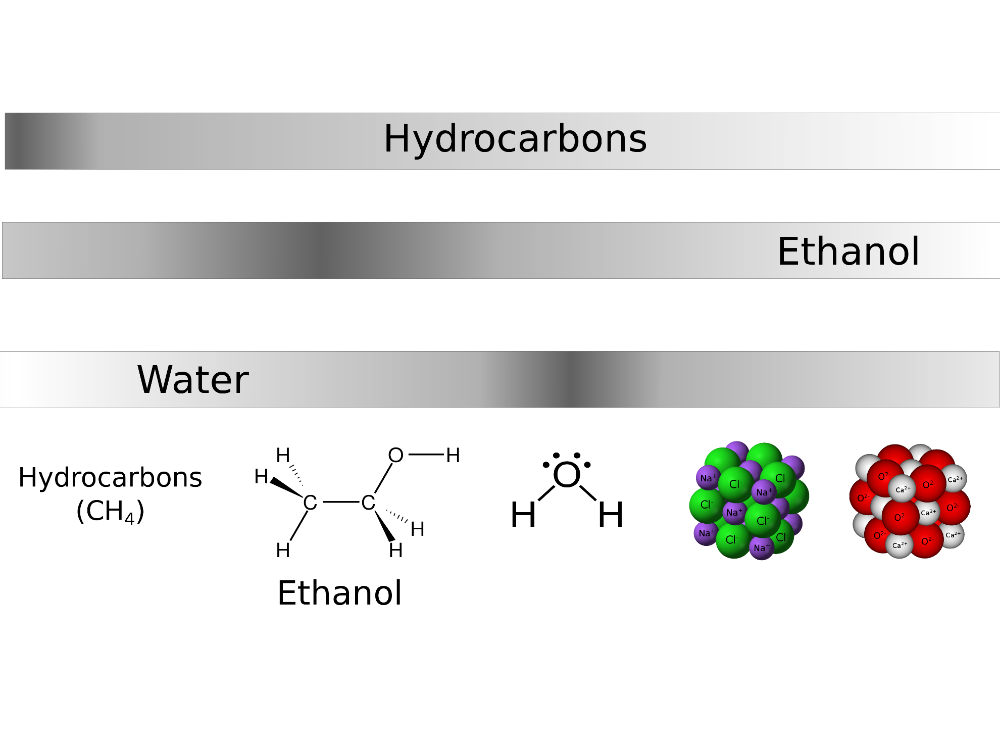 Hydrocarbons
Ethanol
Water
Hydrocarbons
(CH₄)
H
O H
H
C C
H
H
H
Ethanol
O
H H
Na⁺ Cl⁻ Cl⁻
Na⁺
Cl⁻
Na⁺ Cl⁻
Na⁺ Cl⁻ Cl⁻
Na⁺
O²⁻ Ca²⁺
Ca²⁺ O²⁻
O²⁻ O²⁻
O²⁻ Ca²⁺
O²⁻ Ca²⁺
Ca²⁺ O²⁻